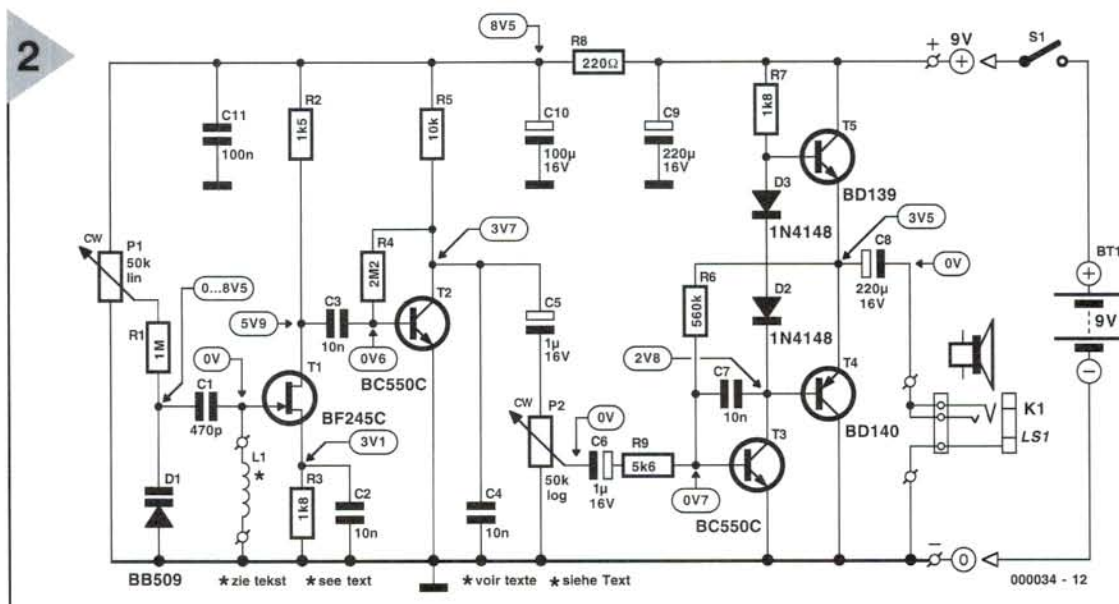 2
8V5
R8
220Ω
+
9V
S1
C11
100n
R2
1k5
R5
10k
C10
100µ
16V
C9
220µ
16V
R7
1k8
T5
BD139
D3
1N4148
CW
P1
50k
lin
R4
2M2
3V7
3V5
C8
0V
220µ
16V
BT1
+
9V
−
0...8V5
R1
1M
5V9
C3
10n
T2
C5
1µ
16V
R6
560k
D2
1N4148
0V
T1
0V6
BC550C
2V8
C7
10n
T4
C1
470p
BF245C
CW
P2
50k
log
0V
BD140
K1
LS1
L1
*
3V1
C6
1µ
16V
R9
5k6
T3
D1
R3
1k8
C2
10n
C4
10n
0V7
BC550C
BB509
* zie tekst
* see text
* voir texte
* siehe Text
−
0
000034 - 12